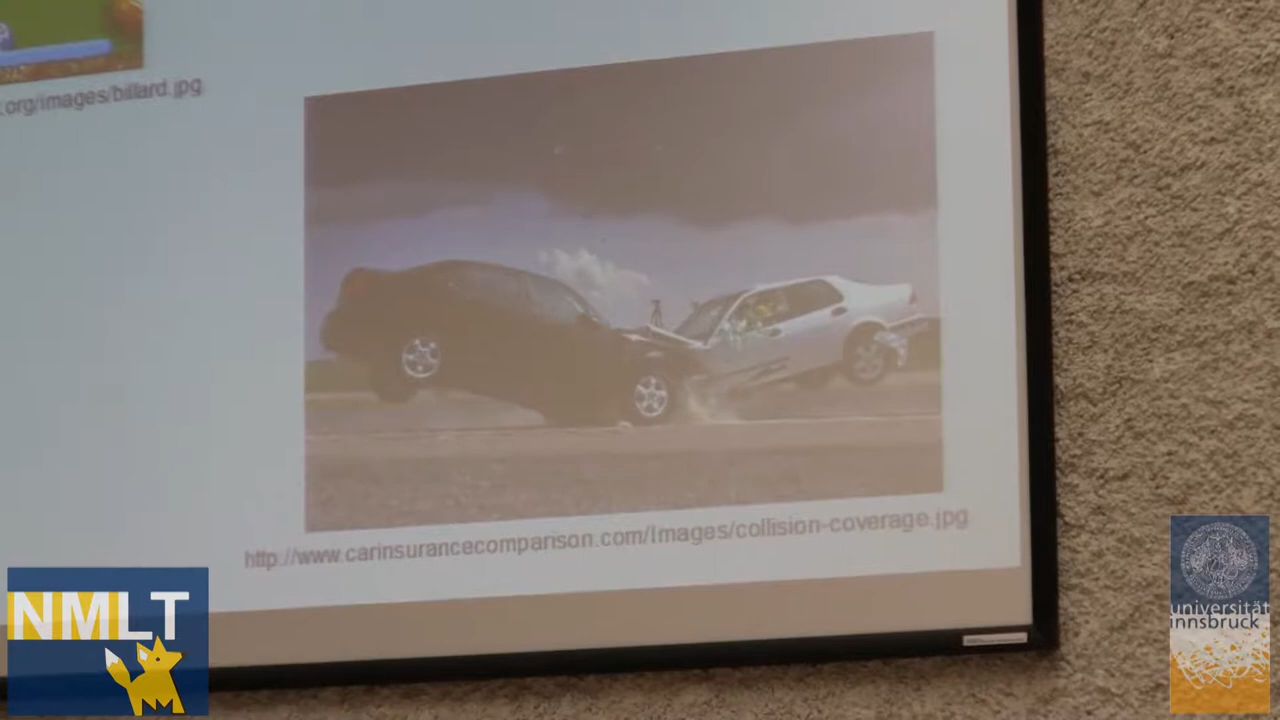 .org/images/billard.jpg
http://www.carinsurancecomparison.com/Images/collision-coverage.jpg
NMLT
universität
innsbruck